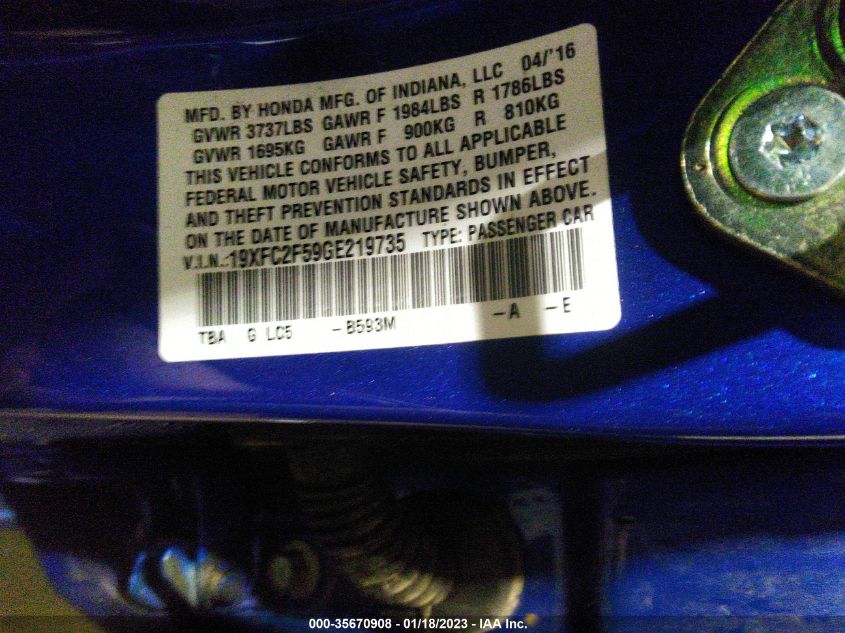 MFD. BY HONDA MFG. OF INDIANA, LLC 04/'16
GVWR 3737LBS GAWR F 1984LBS R 1786LBS
GVWR 1695KG GAWR F 900KG R 810KG
THIS VEHICLE CONFORMS TO ALL APPLICABLE
FEDERAL MOTOR VEHICLE SAFETY, BUMPER,
AND THEFT PREVENTION STANDARDS IN EFFECT
ON THE DATE OF MANUFACTURE SHOWN ABOVE.
V.I.N.:19XFC2F59GE219735 TYPE: PASSENGER CAR
TBA G LC5 -B593M -A -E
000-35670908 - 01/18/2023 - IAA Inc.